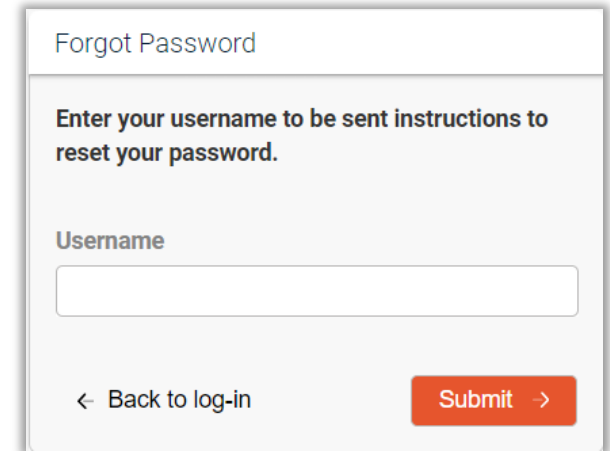 Forgot Password
Enter your username to be sent instructions to
reset your password.
Username
← Back to log-in
Submit →